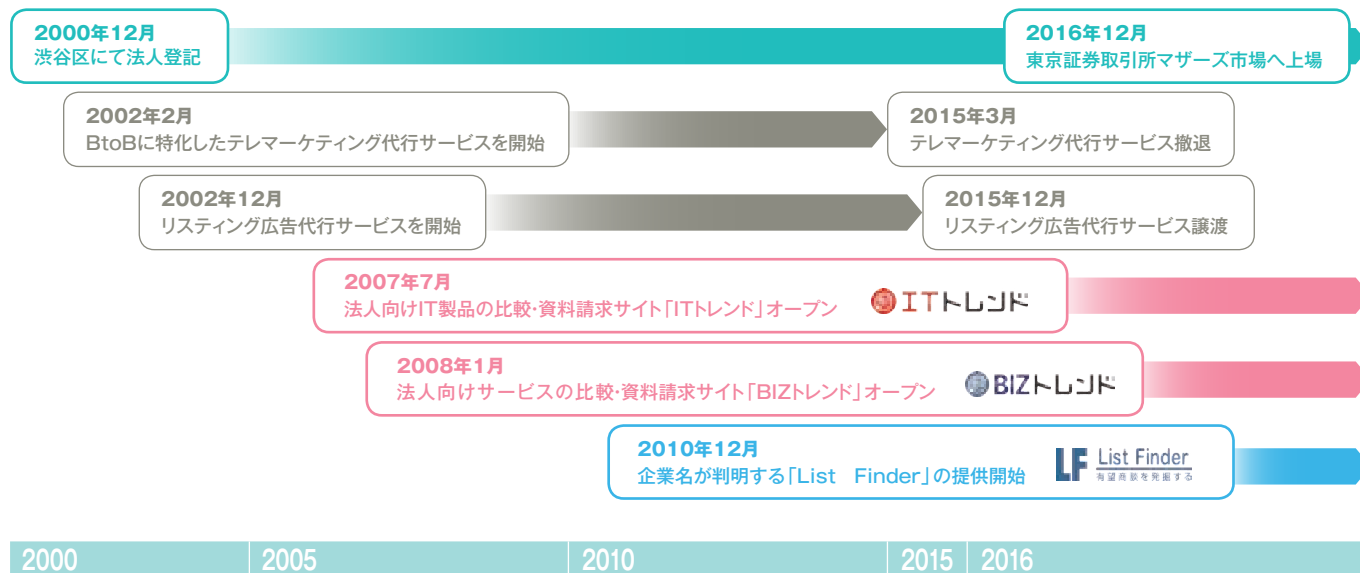 2000年12月
渋谷区にて法人登記
2016年12月
東京証券取引所マザーズ市場へ上場
2002年2月
BtoBに特化したテレマーケティング代行サービスを開始
2015年3月
テレマーケティング代行サービス撤退
2002年12月
リスティング広告代行サービスを開始
2015年12月
リスティング広告代行サービス譲渡
2007年7月
法人向けIT製品の比較・資料請求サイト「ITトレンド」オープン
ITトレンド
2008年1月
法人向けサービスの比較・資料請求サイト「BIZトレンド」オープン
BIZトレンド
2010年12月
企業名が判明する「List　Finder」の提供開始
LF List Finder
有望商談を発掘する
2000 2005 2010 2015 2016